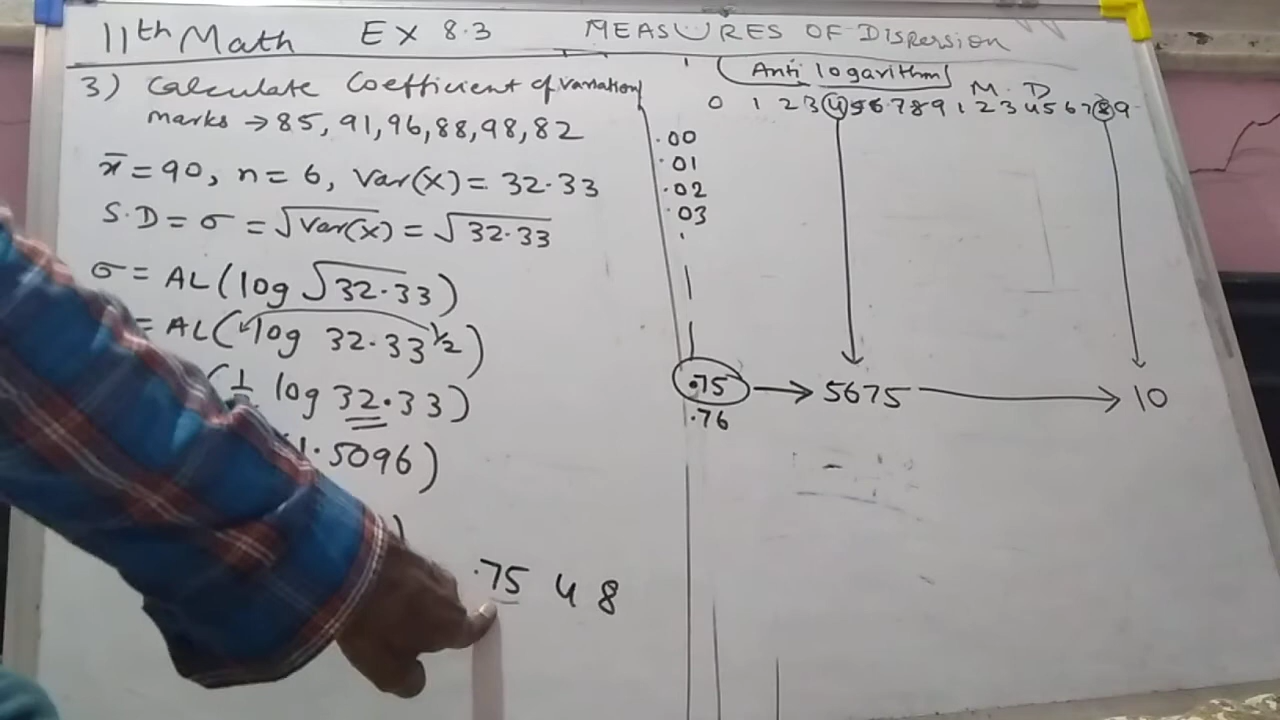 11th Math EX 8.3 MEASURES OF DISPERSION
3) Calculate Coefficient of variation
marks → 85, 91, 96, 88, 98, 82
x̄ = 90, n = 6, Var(X) = 32.33
S.D = σ = √Var(X) = √32.33
σ = AL(log √32.33)
= AL(log 32.33^½)
(½ log 32.33)
1.5096)
)
.75 4 8
Anti logarithm
M. D
0 1 2 3 4 5 6 7 8 9 1 2 3 4 5 6 7 8 9
.00
.01
.02
.03
.75 → 5675 → 10
.76